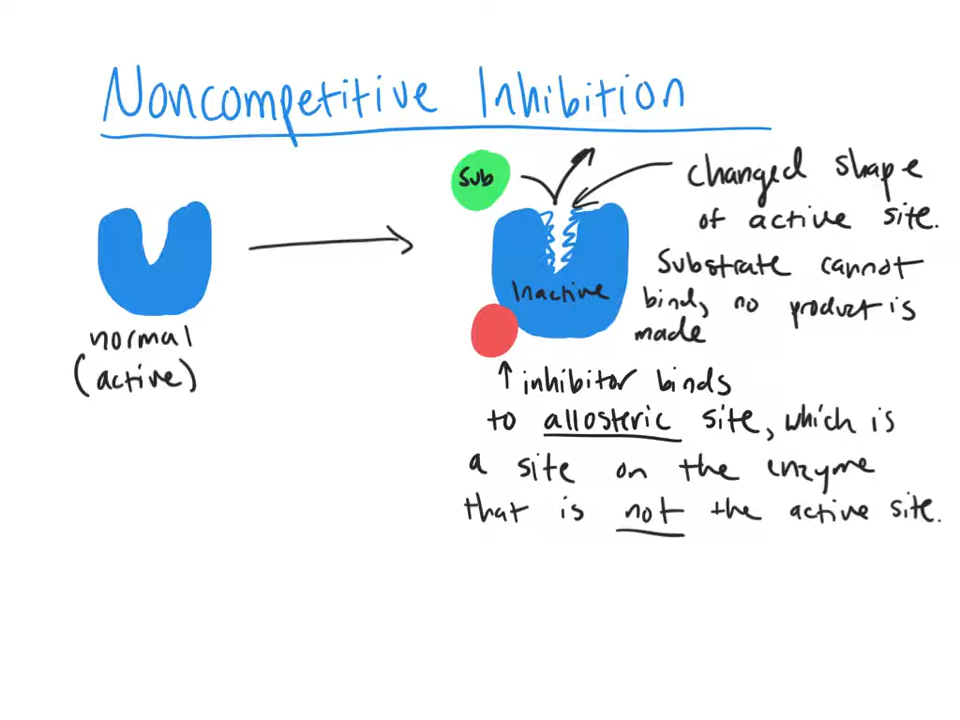 Noncompetitive Inhibition
Sub
changed shape
of active site.
Substrate cannot
bind, no product is
made
Inactive
normal
(active)
↑ inhibitor binds
to allosteric site, which is
a site on the enzyme
that is not the active site.